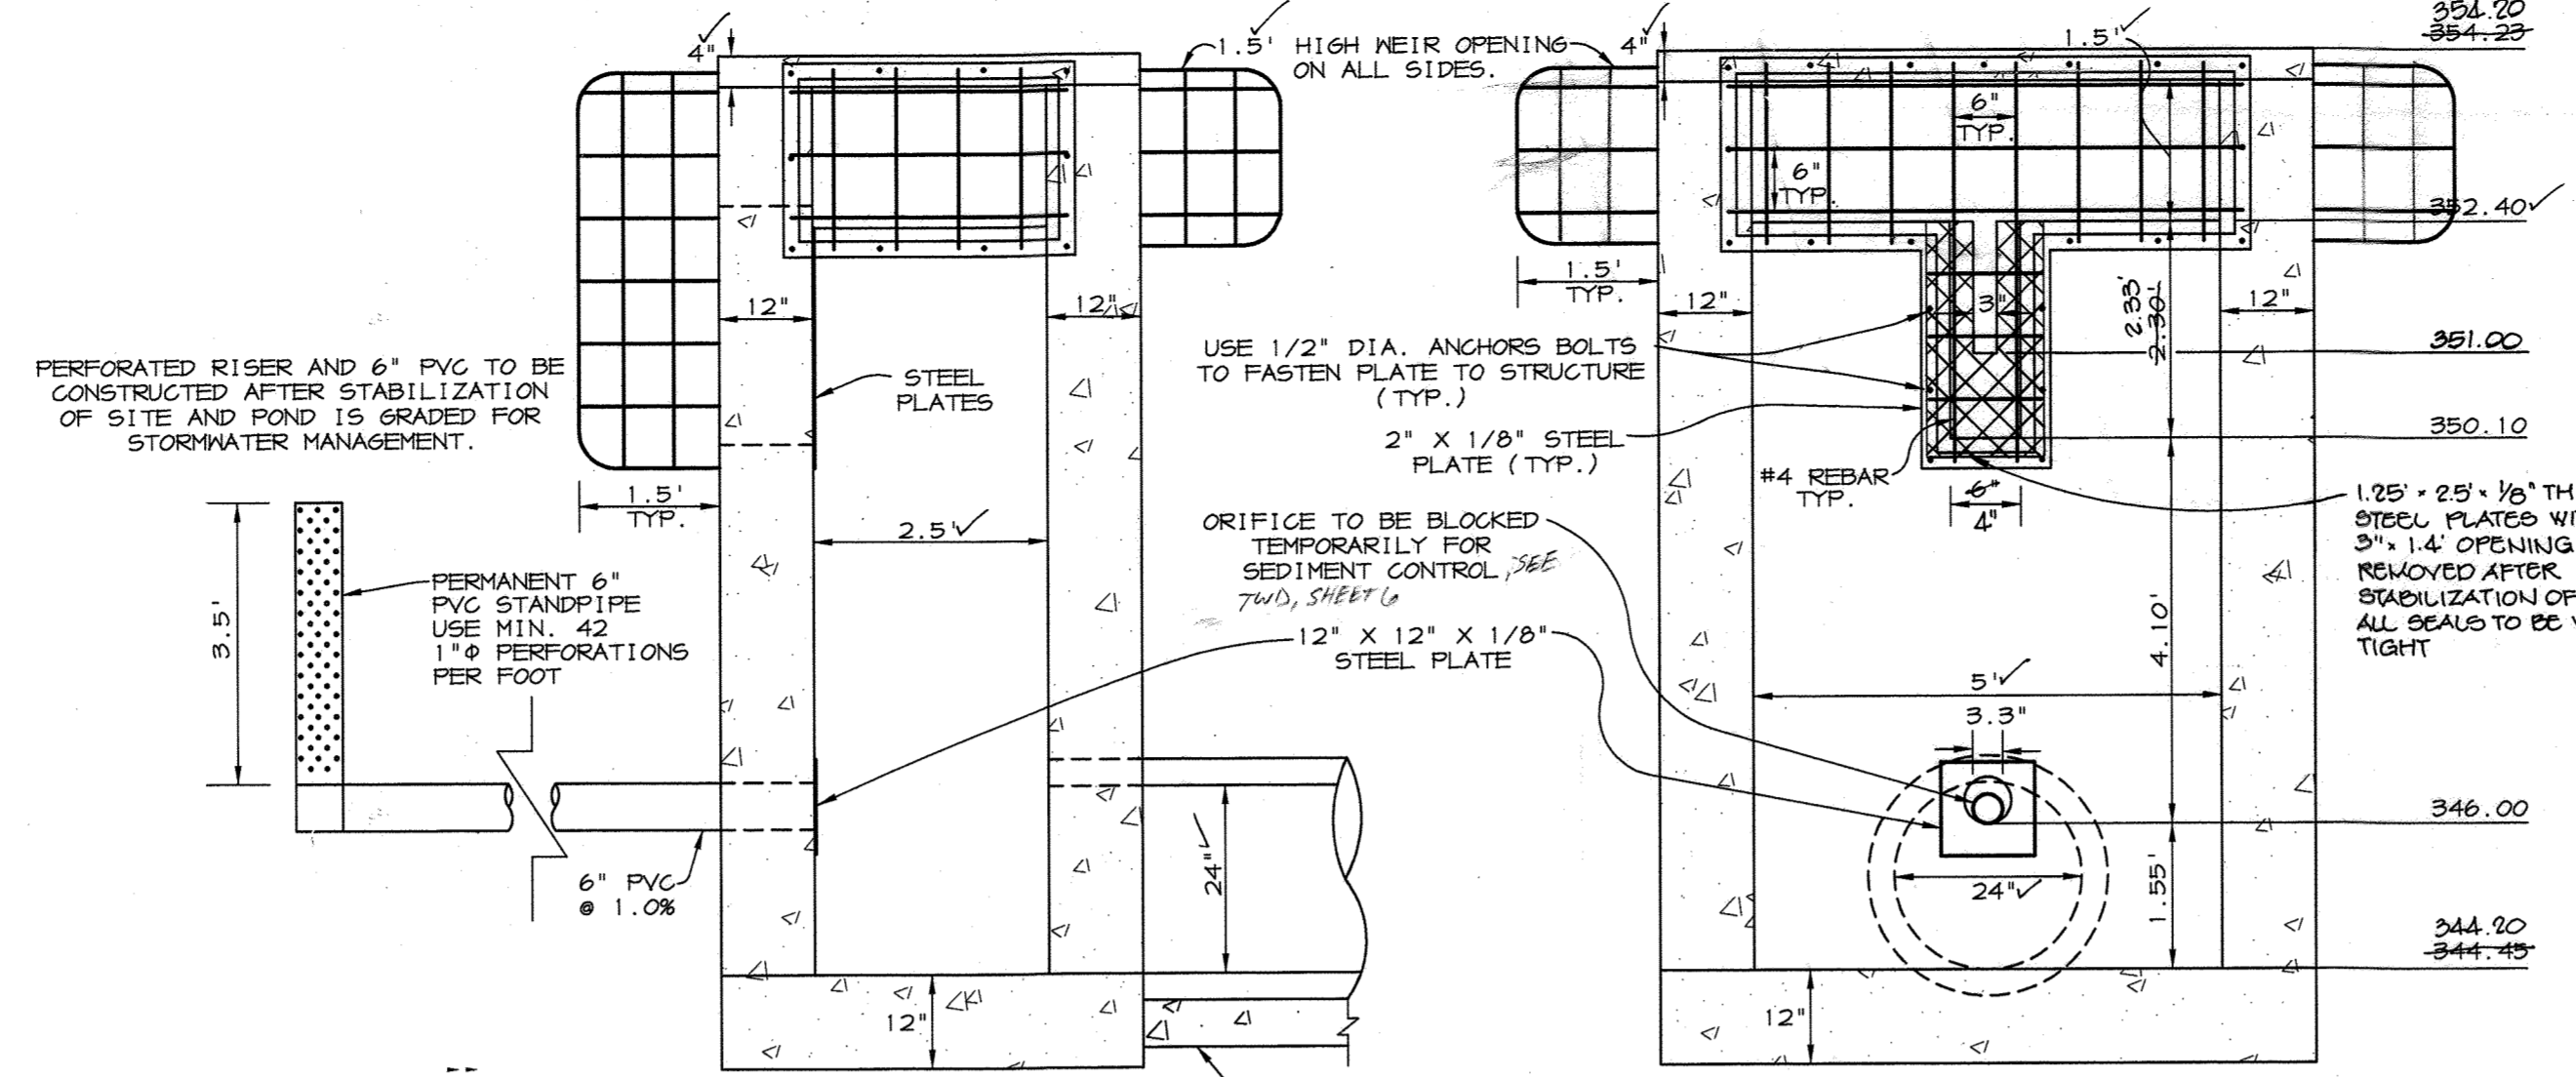 4"
1.5' HIGH WEIR OPENING
ON ALL SIDES.
4"
1.5'
354.20
354.23
6"
TYP.
6"
TYP.
352.40
1.5'
TYP.
12"
12"
12"
3"
2.33'
2.30'
12"
PERFORATED RISER AND 6" PVC TO BE
CONSTRUCTED AFTER STABILIZATION
OF SITE AND POND IS GRADED FOR
STORMWATER MANAGEMENT.
STEEL
PLATES
USE 1/2" DIA. ANCHORS BOLTS
TO FASTEN PLATE TO STRUCTURE
(TYP.)
351.00
2" X 1/8" STEEL
PLATE (TYP.)
350.10
#4 REBAR
TYP.
6"
4"
1.5'
TYP.
2.5'
ORIFICE TO BE BLOCKED
TEMPORARILY FOR
SEDIMENT CONTROL, SEE
TWD, SHEET 6
1.25' x 2.5' x 1/8" TH
STEEL PLATES WI
3" x 1.4' OPENING
REMOVED AFTER
STABILIZATION OF
ALL SEALS TO BE W
TIGHT
3.5'
PERMANENT 6"
PVC STANDPIPE
USE MIN. 42
1"Φ PERFORATIONS
PER FOOT
12" X 12" X 1/8"
STEEL PLATE
4.10'
5'
3.3"
346.00
24"
24"
1.55'
6" PVC
@ 1.0%
344.20
344.45
12"
12"